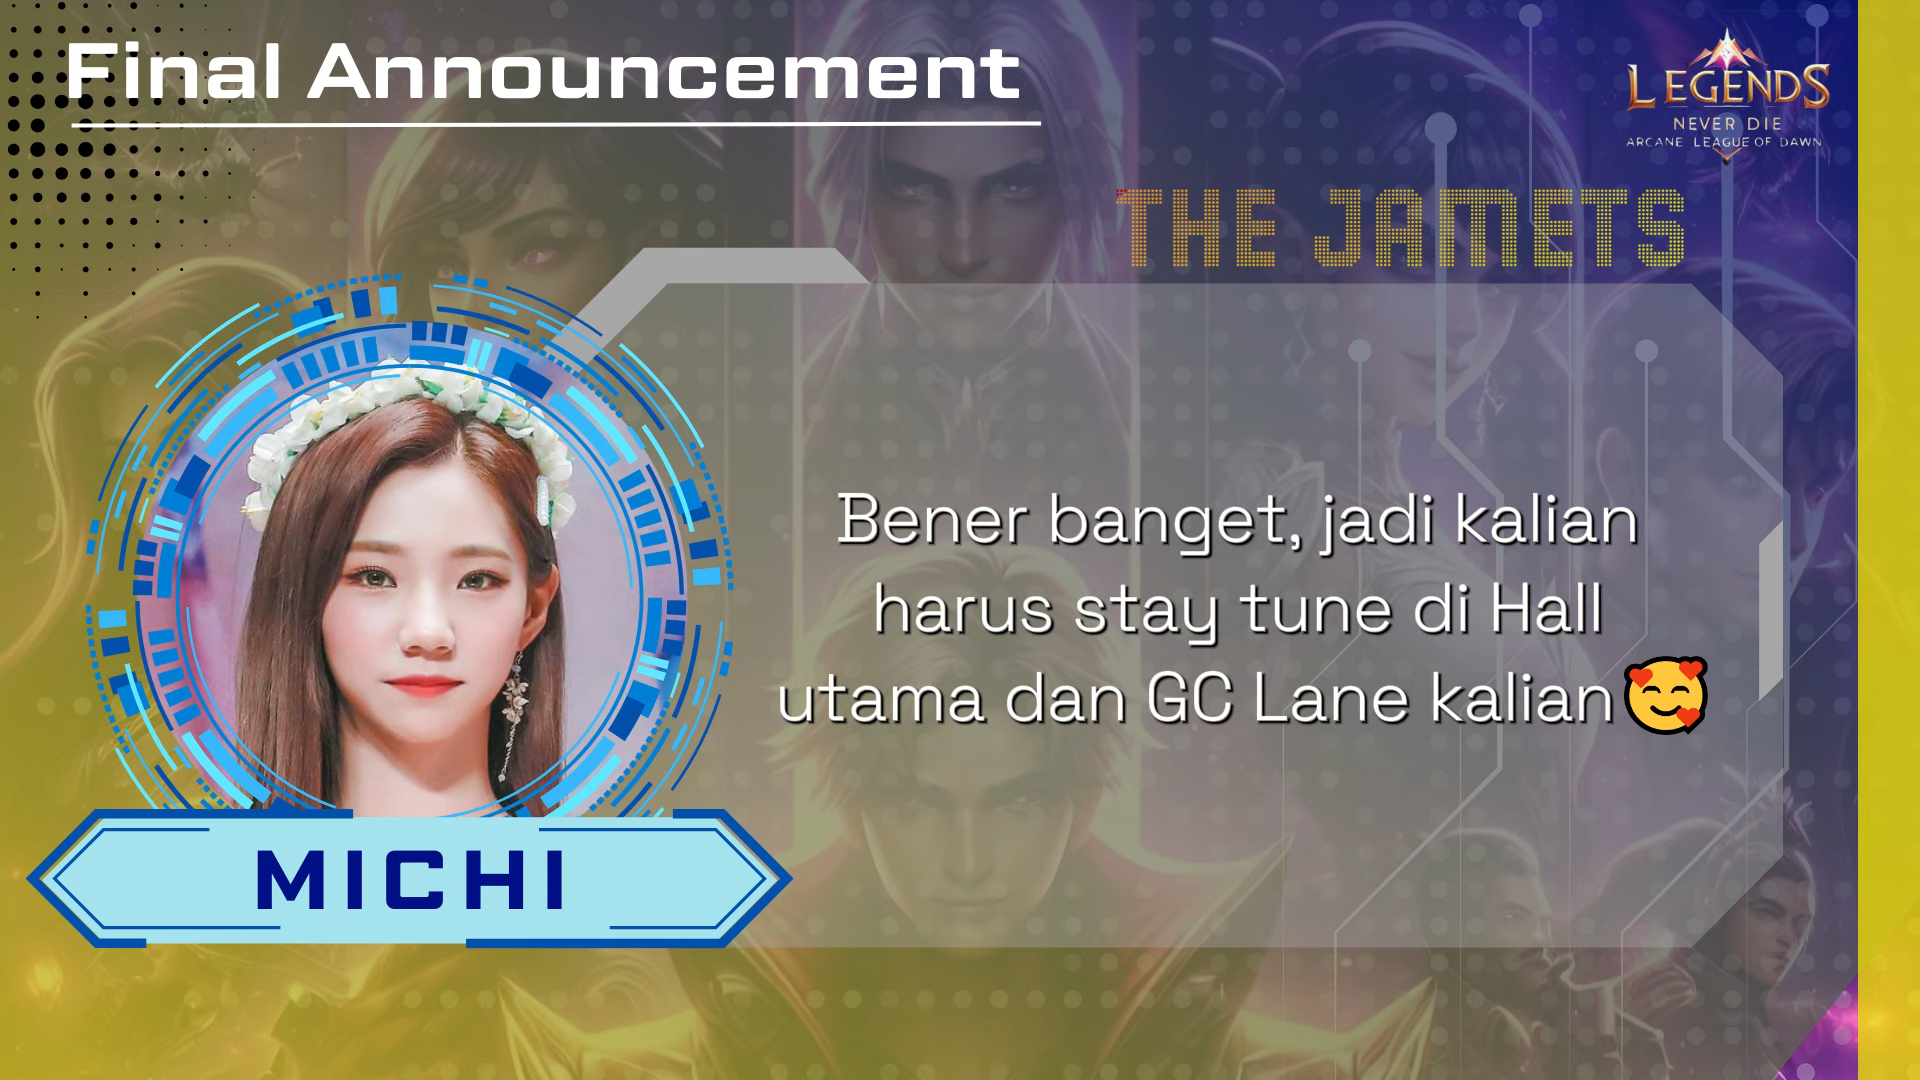 Final Announcement
LEGENDS
NEVER DIE
ARCANE LEAGUE OF DAWN
THE JAMETS
Bener banget, jadi kalian
harus stay tune di Hall
utama dan GC Lane kalian🥰
MICHI